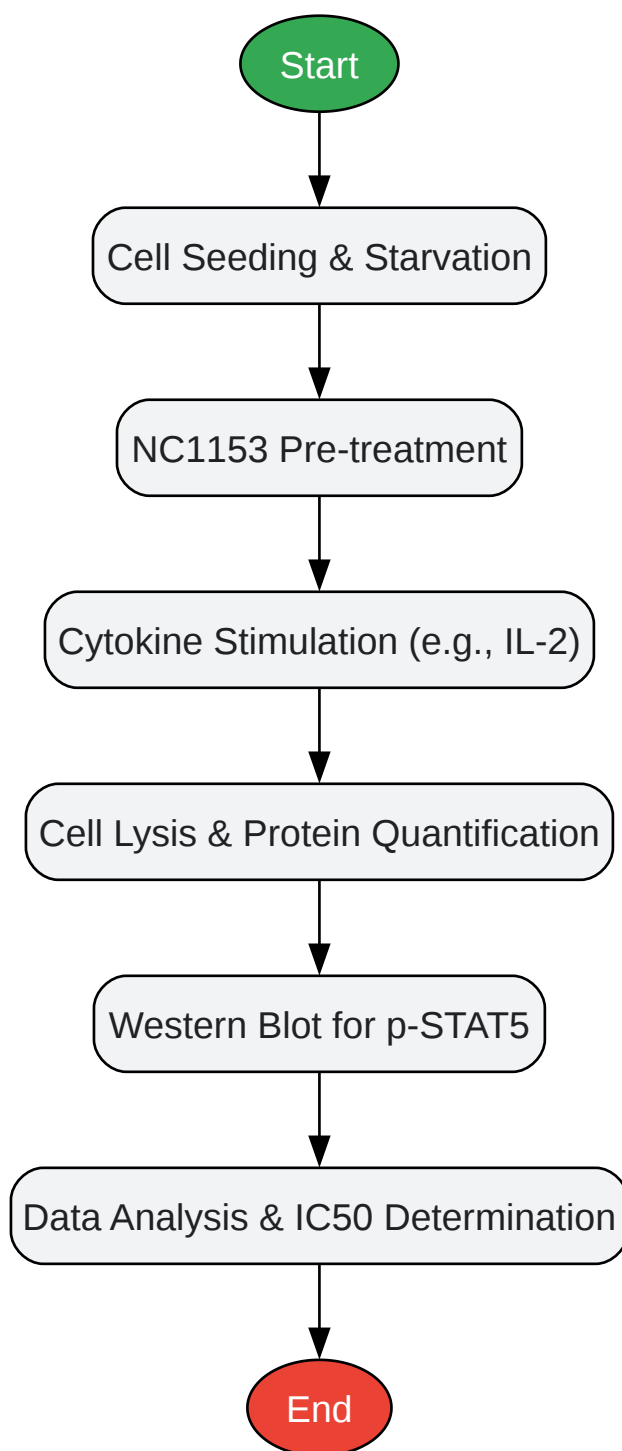 Start
Cell Seeding & Starvation
NC1153 Pre-treatment
Cytokine Stimulation (e.g., IL-2)
Cell Lysis & Protein Quantification
Western Blot for p-STAT5
Data Analysis & IC50 Determination
End